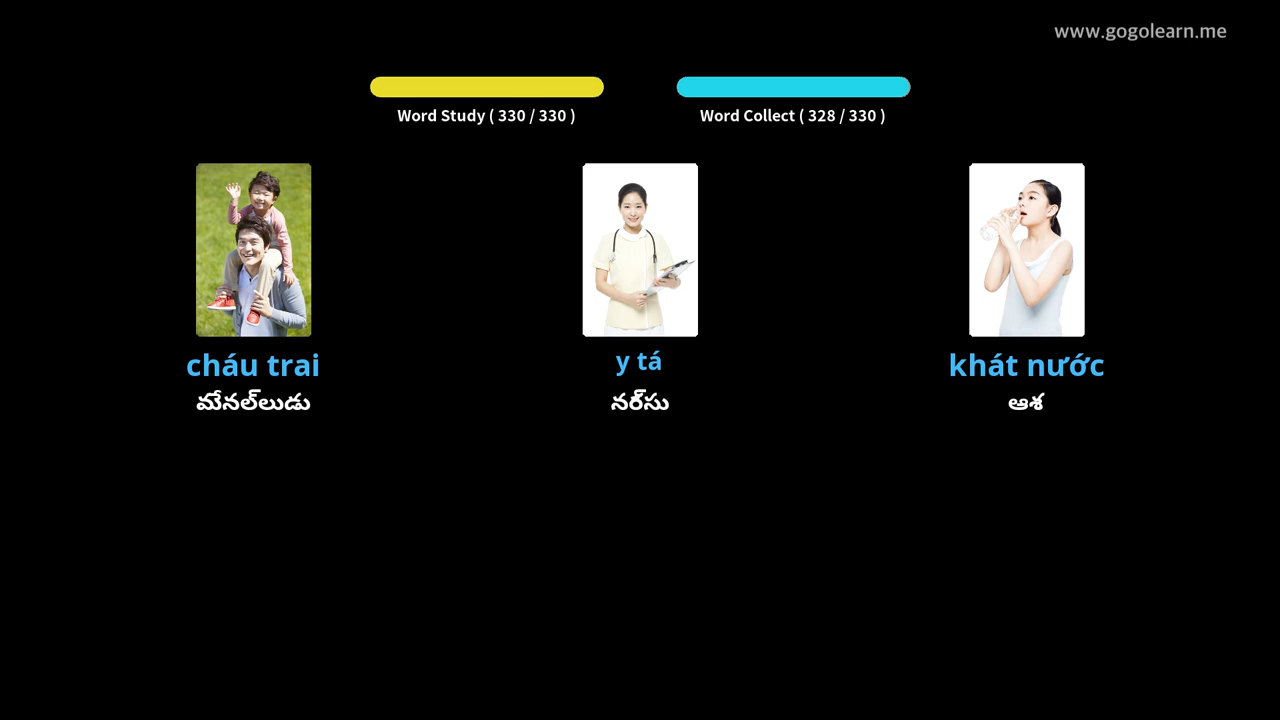 www.gogolearn.me
Word Study ( 330 / 330 )
Word Collect ( 328 / 330 )
cháu trai
y tá
khát nước
మేనల్లుడు
నర్సు
ఆశ